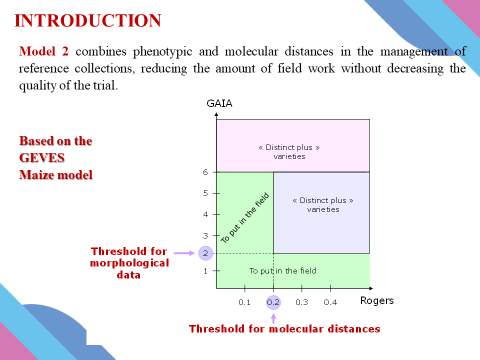 INTRODUCTION
Model 2 combines phenotypic and molecular distances in the management of
reference collections, reducing the amount of field work without decreasing the
quality of the trial.
GAIA
Based on the
GEVES
Maize model
« Distinct plus »
varieties
6
5
4
3
2
1
To put in the field
« Distinct plus »
varieties
Threshold for
morphological
data
To put in the field
0.1 0.2 0.3 0.4 Rogers
Threshold for molecular distances